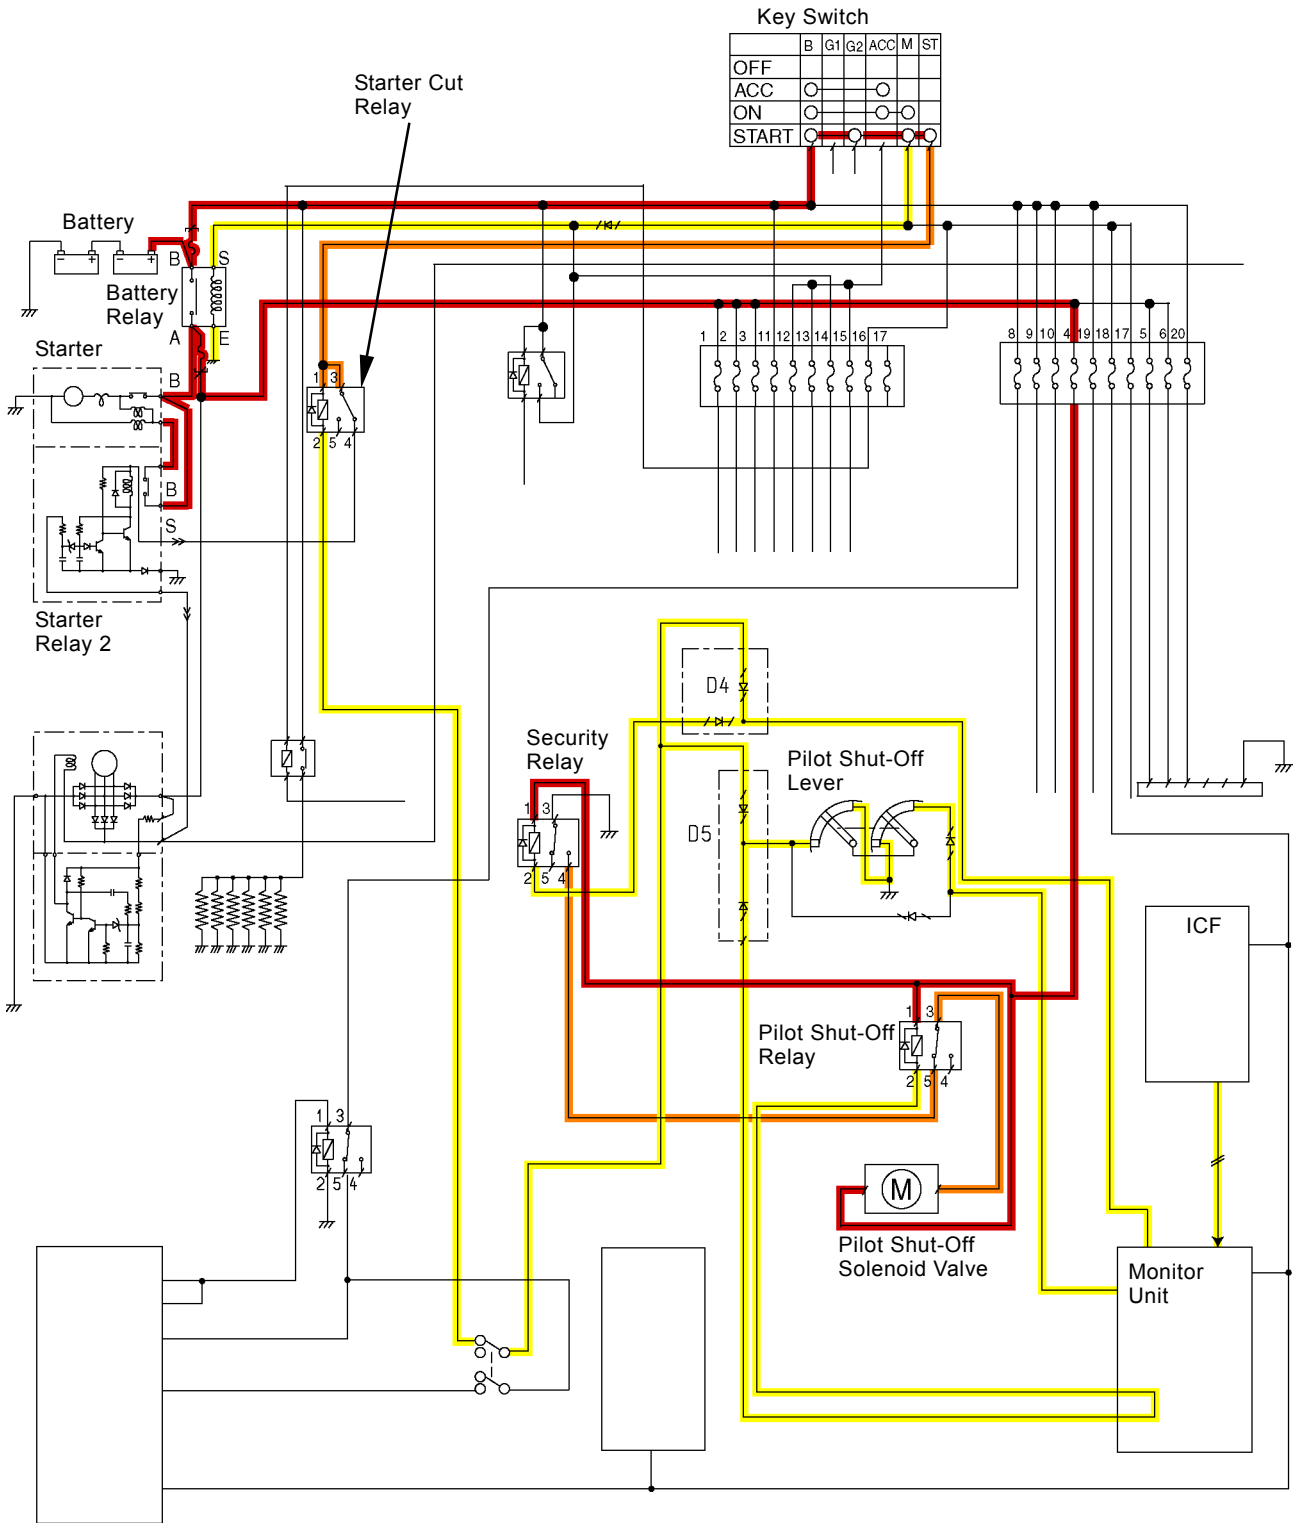 Key Switch
B G1 G2 ACC M ST
OFF
ACC
ON
START
Starter Cut
Relay
Battery
- + - +
B S
Battery
Relay
A E
Starter
B
1 3
2 5 4
B
S
Starter
Relay 2
1 2 3 11 12 13 14 15 16 17
8 9 10 4 19 18 17 5 6 20
D4
Security
Relay
Pilot Shut-Off
Lever
1 3
D5
2 5 4
ICF
1 3
Pilot Shut-Off
Relay
2 5 4
1 3
2 5 4
M
Pilot Shut-Off
Solenoid Valve
Monitor
Unit